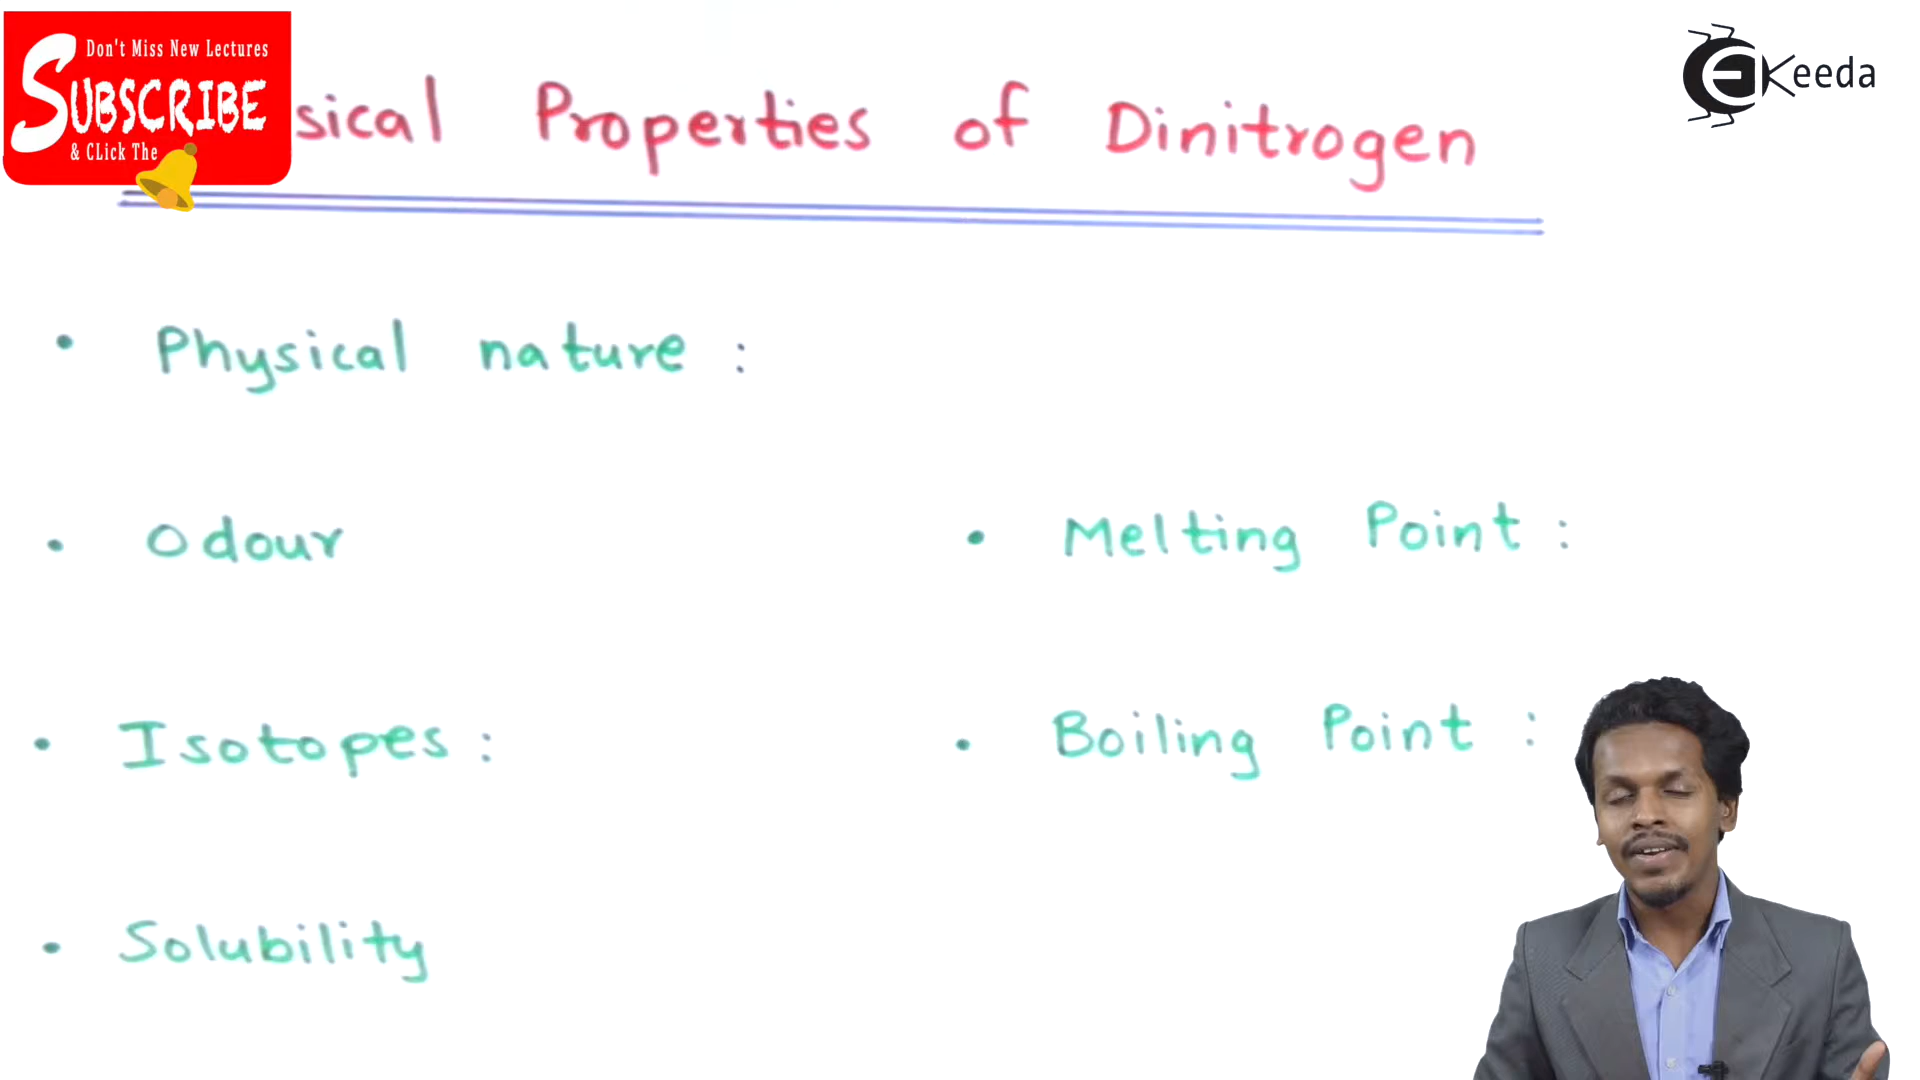 Don't Miss New Lectures
SUBSCRIBE
& CLick The
sical Properties of Dinitrogen
EKeeda
• Physical nature :
• Odour
• Melting Point :
• Isotopes :
• Boiling Point :
• Solubility